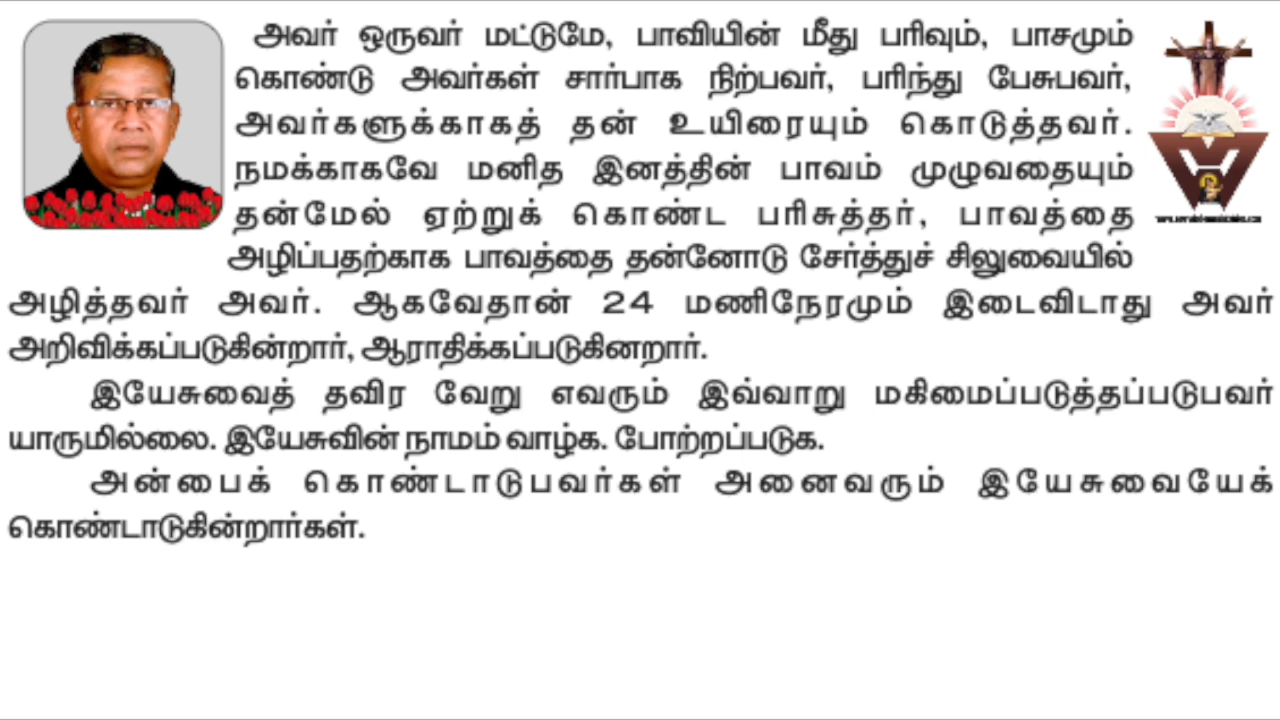 அவர் ஒருவர் மட்டுமே, பாவியின் மீது பரிவும், பாசமும்
கொண்டு அவர்கள் சார்பாக நிற்பவர், பரிந்து பேசுபவர்,
அவர்களுக்காகத் தன் உயிரையும் கொடுத்தவர்.
நமக்காகவே மனித இனத்தின் பாவம் முழுவதையும்
தன்மேல் ஏற்றுக் கொண்ட பரிசுத்தர், பாவத்தை
அழிப்பதற்காக பாவத்தை தன்னோடு சேர்த்துச் சிலுவையில்
அழித்தவர் அவர். ஆகவேதான் 24 மணிநேரமும் இடைவிடாது அவர்
அறிவிக்கப்படுகின்றார், ஆராதிக்கப்படுகினறார்.
இயேசுவைத் தவிர வேறு எவரும் இவ்வாறு மகிமைப்படுத்தப்படுபவர்
யாருமில்லை. இயேசுவின் நாமம் வாழ்க. போற்றப்படுக.
அன்பைக் கொண்டாடுபவர்கள் அனைவரும் இயேசுவையேக்
கொண்டாடுகின்றார்கள்.